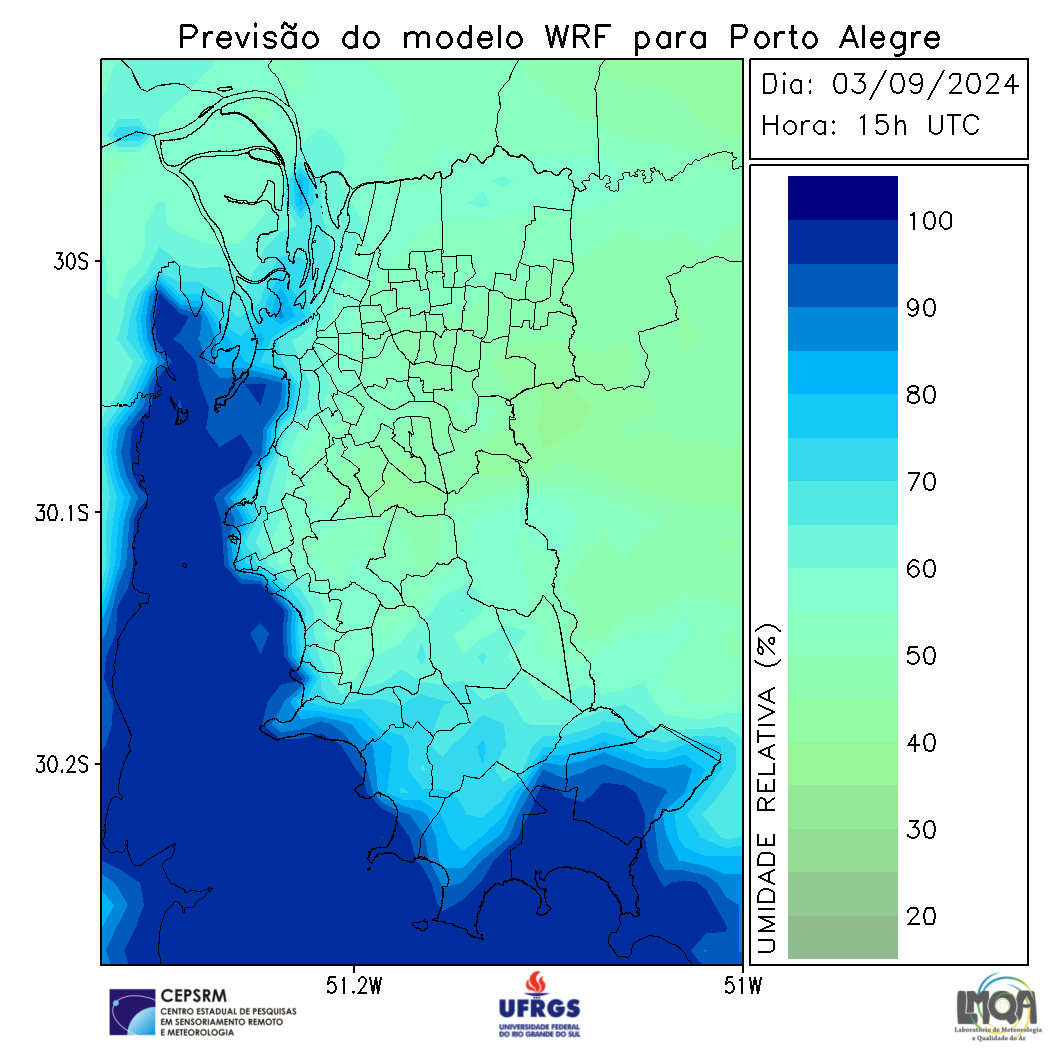 Previsão do modelo WRF para Porto Alegre
Dia: 03/09/2024
Hora: 15h UTC
30S
30.1S
30.2S
51.2W
51W
100
90
80
70
60
50
40
30
20
UMIDADE RELATIVA (%)
CEPSRM
CENTRO ESTADUAL DE PESQUISAS
EM SENSORIAMENTO REMOTO
E METEOROLOGIA
UFRGS
UNIVERSIDADE FEDERAL
DO RIO GRANDE DO SUL
LMQA
Laboratório de Meteorologia
e Qualidade do Ar